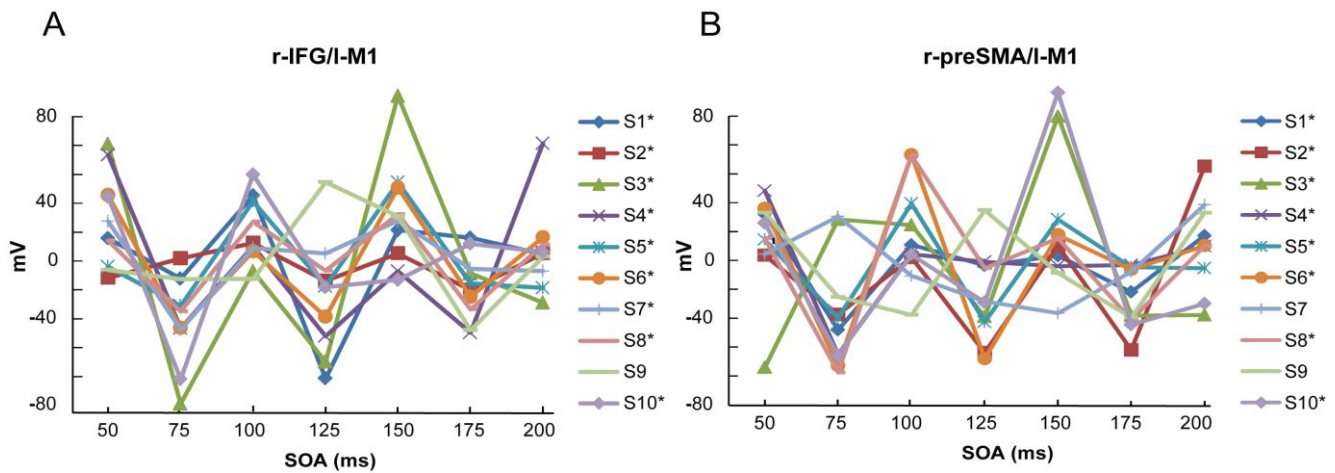 A
r-IFG/l-M1
mV
80
40
0
-40
-80
50 75 100 125 150 175 200
SOA (ms)
S1*
S2*
S3*
S4*
S5*
S6*
S7*
S8*
S9
S10*
B
r-preSMA/l-M1
mV
80
40
0
-40
-80
50 75 100 125 150 175 200
SOA (ms)
S1*
S2*
S3*
S4*
S5*
S6*
S7
S8*
S9
S10*